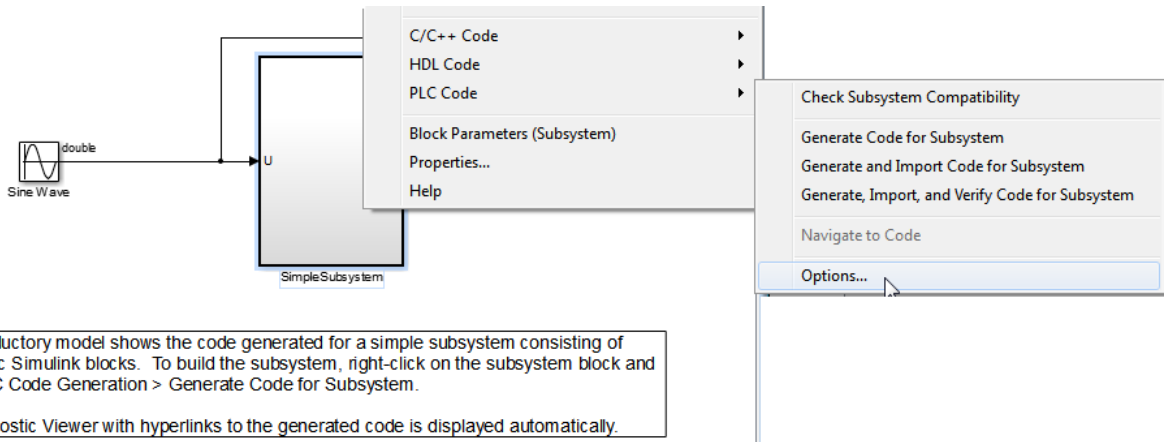 C/C++ Code
HDL Code
PLC Code
Block Parameters (Subsystem)
Properties...
Help
Check Subsystem Compatibility
Generate Code for Subsystem
Generate and Import Code for Subsystem
Generate, Import, and Verify Code for Subsystem
Navigate to Code
Options...
double
Sine Wave
U
SimpleSubsystem
ductory model shows the code generated for a simple subsystem consisting of
c Simulink blocks. To build the subsystem, right-click on the subsystem block and
C Code Generation > Generate Code for Subsystem.
ostic Viewer with hyperlinks to the generated code is displayed automatically.